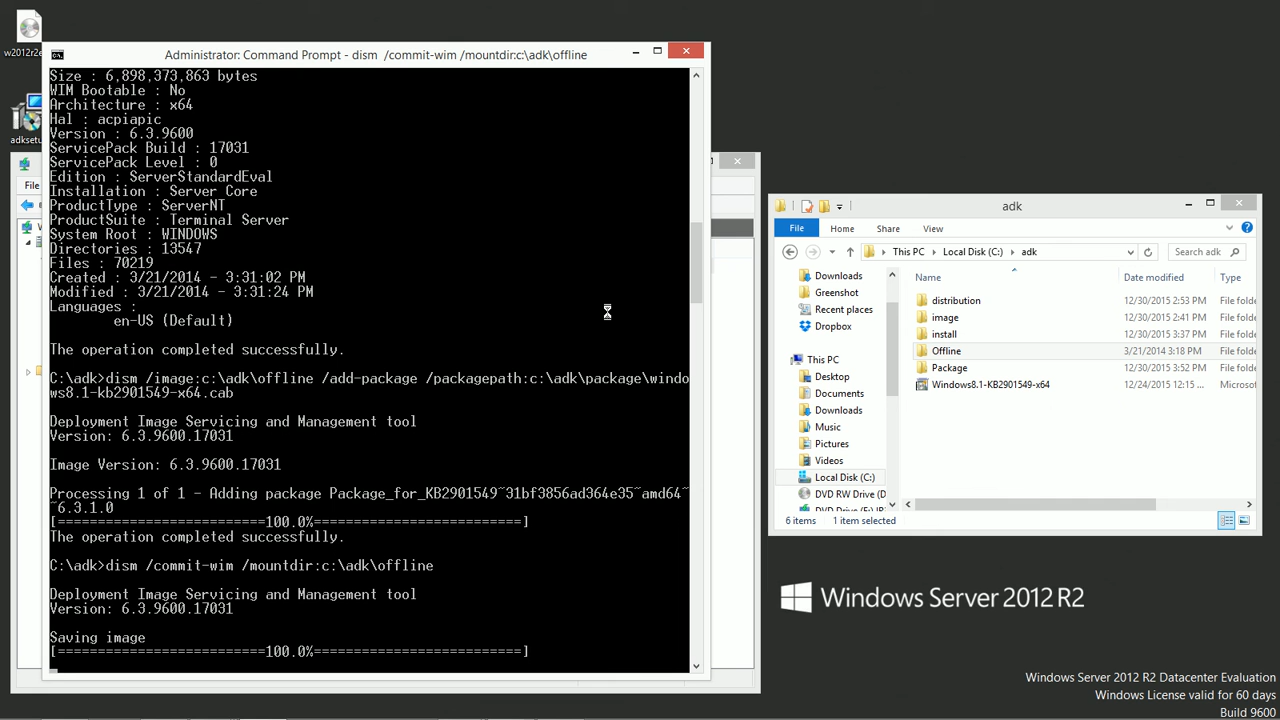 w2012r2e
adksetu
Administrator: Command Prompt - dism  /commit-wim /mountdir:c:\adk\offline
Size : 6,898,373,863 bytes
WIM Bootable : No
Architecture : x64
Hal : acpiapic
Version : 6.3.9600
ServicePack Build : 17031
ServicePack Level : 0
Edition : ServerStandardEval
Installation : Server Core
ProductType : ServerNT
ProductSuite : Terminal Server
System Root : WINDOWS
Directories : 13547
Files : 70219
Created : 3/21/2014 - 3:31:02 PM
Modified : 3/21/2014 - 3:31:24 PM
Languages :
en-US (Default)
The operation completed successfully.
C:\adk>dism /image:c:\adk\offline /add-package /packagepath:c:\adk\package\windo
ws8.1-kb2901549-x64.cab
Deployment Image Servicing and Management tool
Version: 6.3.9600.17031
Image Version: 6.3.9600.17031
Processing 1 of 1 - Adding package Package_for_KB2901549~31bf3856ad364e35~amd64~
~6.3.1.0
[==========================100.0%==========================]
The operation completed successfully.
C:\adk>dism /commit-wim /mountdir:c:\adk\offline
Deployment Image Servicing and Management tool
Version: 6.3.9600.17031
Saving image
[==========================100.0%==========================]
File
adk
File Home Share View
This PC Local Disk (C:) adk Search adk
Name Date modified Type
Downloads
Greenshot
Recent places
Dropbox
This PC
Desktop
Documents
Downloads
Music
Pictures
Videos
Local Disk (C:)
DVD RW Drive (D
distribution 12/30/2015 2:53 PM File folde
image 12/30/2015 2:41 PM File folde
install 12/30/2015 3:37 PM File folde
Offline 3/21/2014 3:18 PM File folde
Package 12/30/2015 3:52 PM File folde
Windows8.1-KB2901549-x64 12/24/2015 12:15 ... Microso
6 items 1 item selected
Windows Server 2012 R2
Windows Server 2012 R2 Datacenter Evaluation
Windows License valid for 60 days
Build 9600